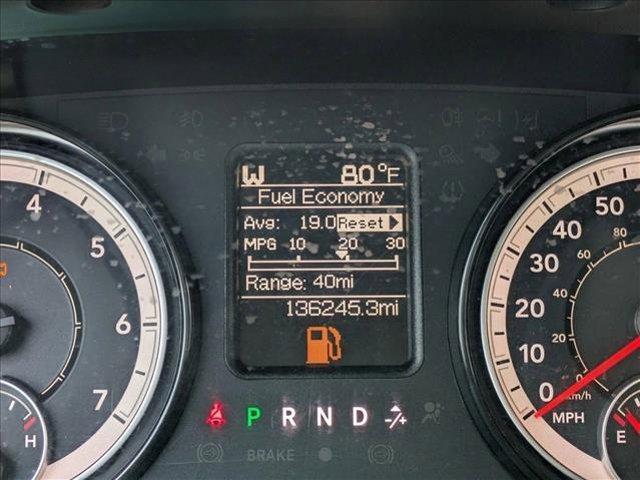 W 80°F
Fuel Economy
Avg: 19.0 Reset
MPG 10 20 30
Range: 40mi
136245.3mi
P R N D -/+
BRAKE
4
5
6
7
H
50
40
30
20
10
0
MPH
80
60
40
20
0
km/h
E